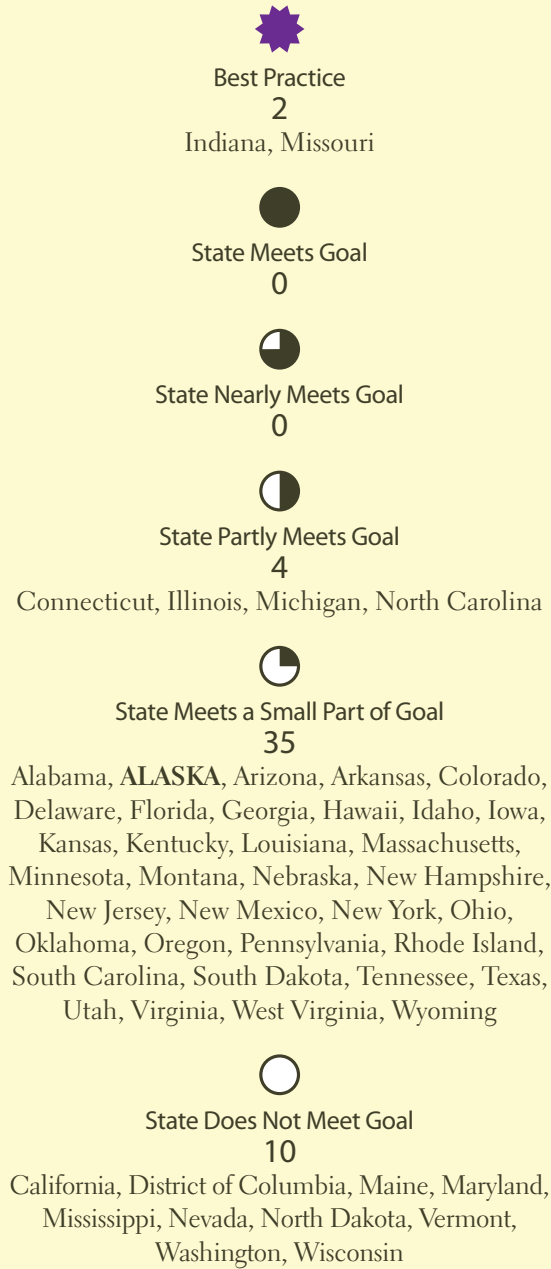 Best Practice
2
Indiana, Missouri
State Meets Goal
0
State Nearly Meets Goal
0
State Partly Meets Goal
4
Connecticut, Illinois, Michigan, North Carolina
State Meets a Small Part of Goal
35
Alabama, ALASKA, Arizona, Arkansas, Colorado,
Delaware, Florida, Georgia, Hawaii, Idaho, Iowa,
Kansas, Kentucky, Louisiana, Massachusetts,
Minnesota, Montana, Nebraska, New Hampshire,
New Jersey, New Mexico, New York, Ohio,
Oklahoma, Oregon, Pennsylvania, Rhode Island,
South Carolina, South Dakota, Tennessee, Texas,
Utah, Virginia, West Virginia, Wyoming
State Does Not Meet Goal
10
California, District of Columbia, Maine, Maryland,
Mississippi, Nevada, North Dakota, Vermont,
Washington, Wisconsin